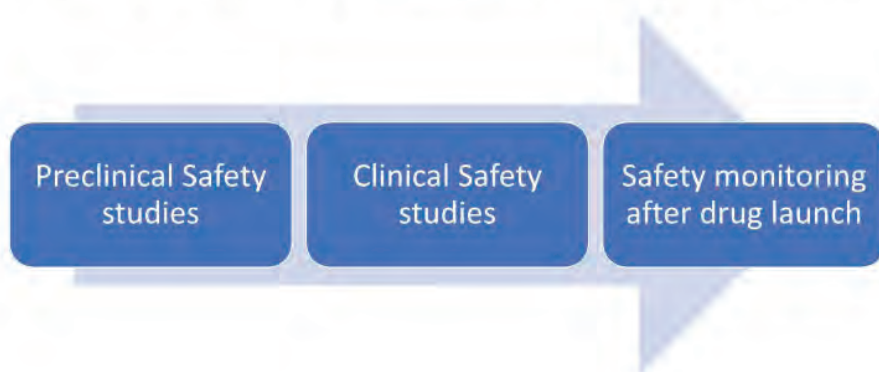 Preclinical Safety
studies
Clinical Safety
studies
Safety monitoring
after drug launch